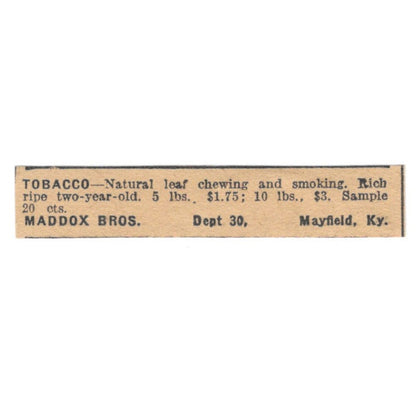 TOBACCO—Natural leaf chewing and smoking. Rich
ripe two-year-old. 5 lbs. $1.75; 10 lbs., $3. Sample
20 cts.
MADDOX BROS. Dept 30, Mayfield, Ky.